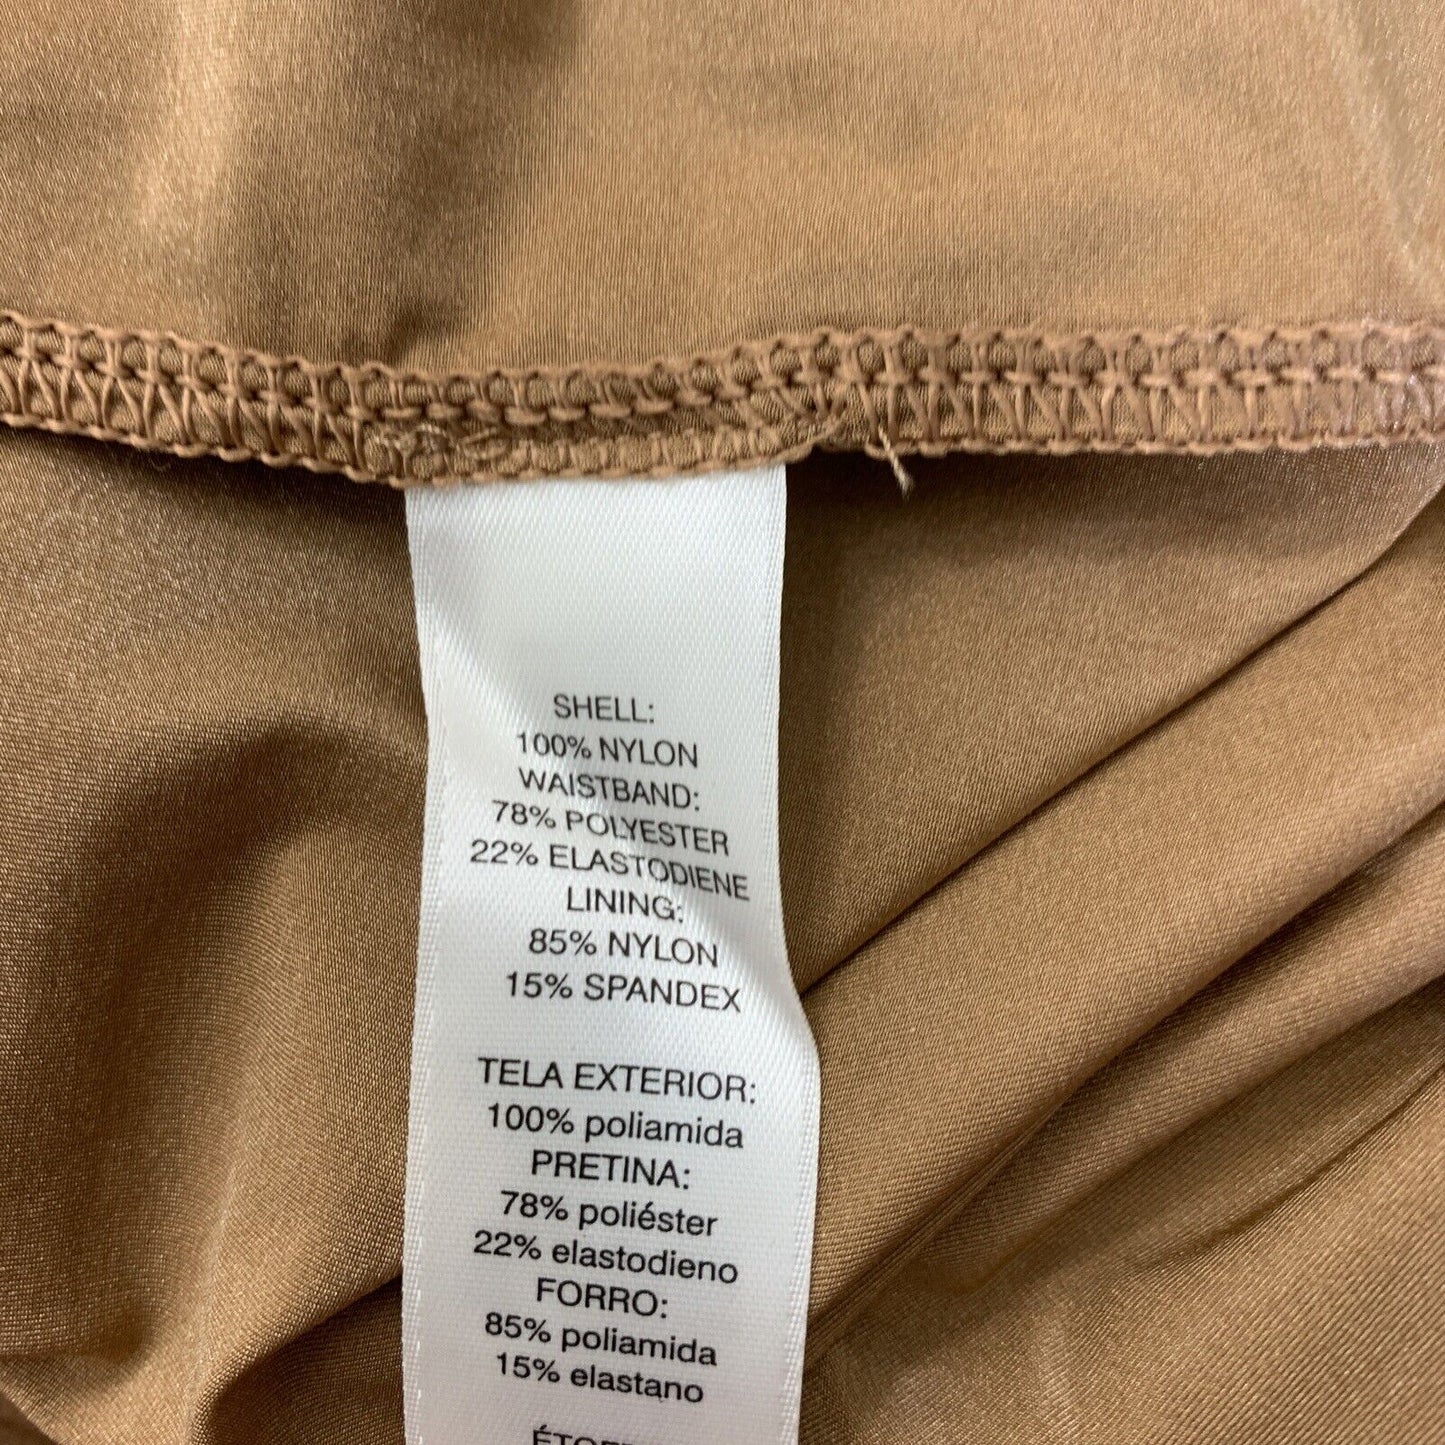 SHELL:
100% NYLON
WAISTBAND:
78% POLYESTER
22% ELASTODIENE
LINING:
85% NYLON
15% SPANDEX
TELA EXTERIOR:
100% poliamida
PRETINA:
78% poliéster
22% elastodieno
FORRO:
85% poliamida
15% elastano